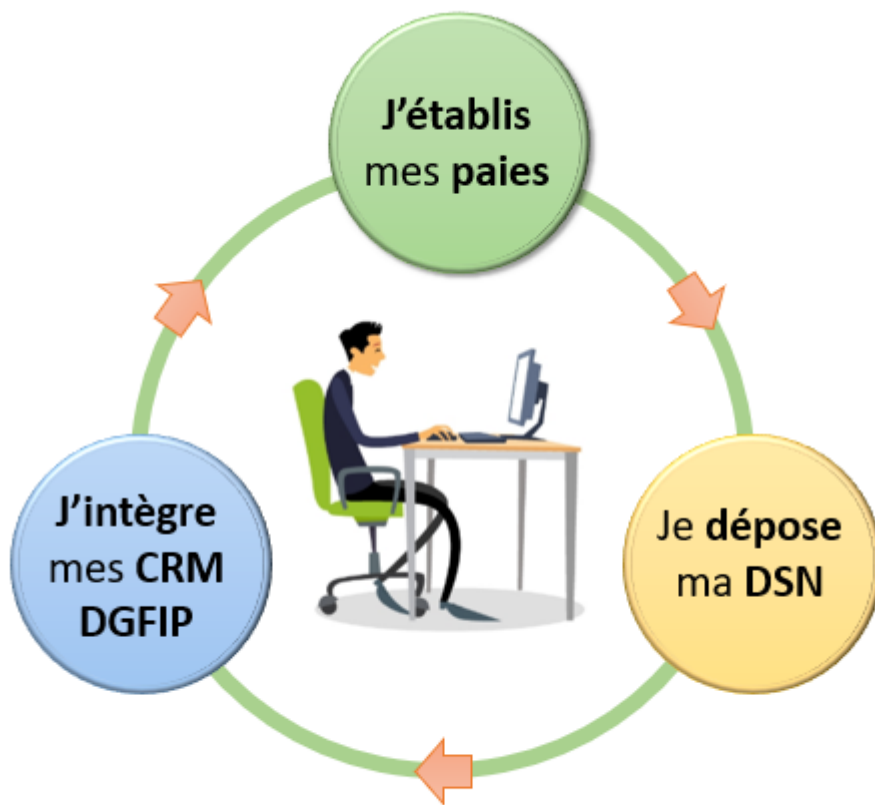 J’établis
mes paies
Je dépose
ma DSN
J’intègre
mes CRM
DGFIP